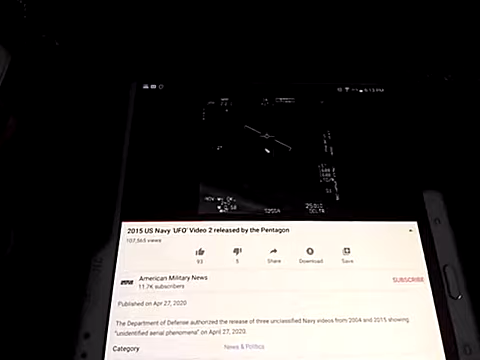 6:13 PM
2015 US Navy 'UFO' Video 2 released by the Pentagon
107,565 views
93
5
Share
Download
Save
American Military News
11.7K subscribers
SUBSCRIBE
Published on Apr 27, 2020
The Department of Defense authorized the release of three unclassified Navy videos from 2004 and 2015 showing
"unidentified aerial phenomena" on April 27, 2020.
Category
News & Politics